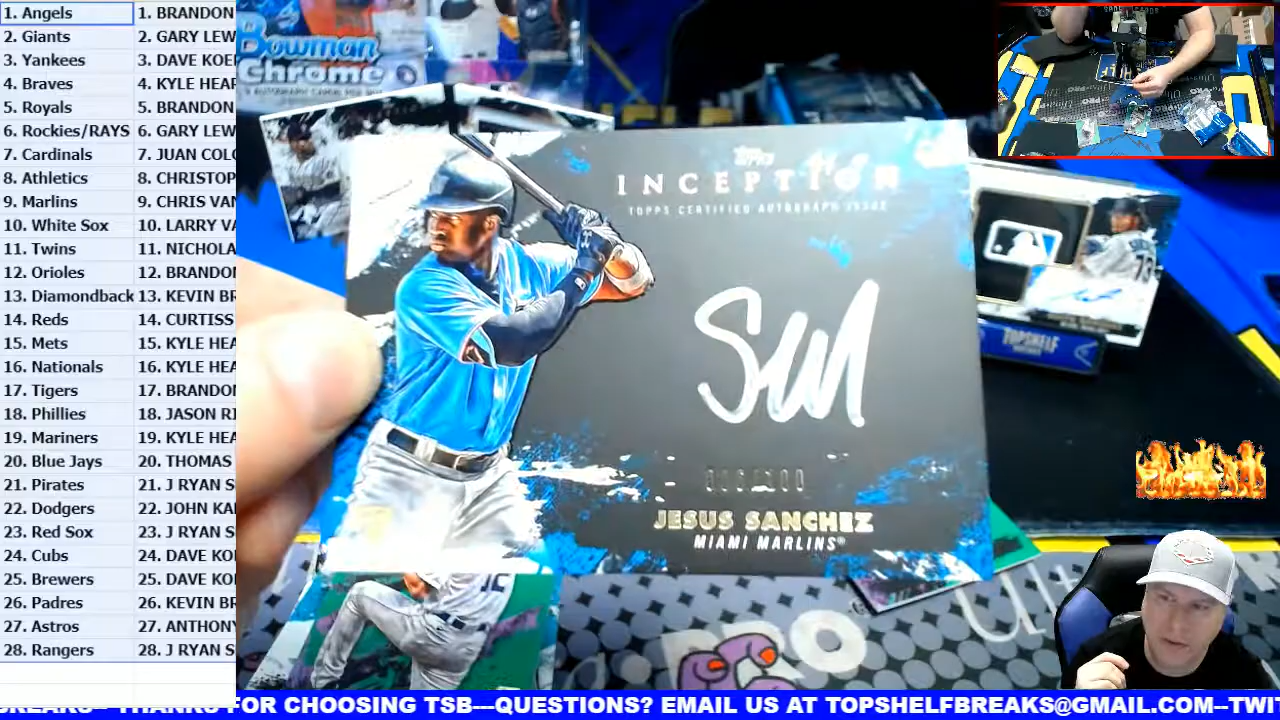 1. Angels
2. Giants
3. Yankees
4. Braves
5. Royals
6. Rockies/RAYS
7. Cardinals
8. Athletics
9. Marlins
10. White Sox
11. Twins
12. Orioles
13. Diamondback
14. Reds
15. Mets
16. Nationals
17. Tigers
18. Phillies
19. Mariners
20. Blue Jays
21. Pirates
22. Dodgers
23. Red Sox
24. Cubs
25. Brewers
26. Padres
27. Astros
28. Rangers
1. BRANDON
2. GARY LEW
3. DAVE KOE
4. KYLE HEAR
5. BRANDON
6. GARY LEW
7. JUAN COLO
8. CHRISTOP
9. CHRIS VAN
10. LARRY VA
11. NICHOLA
12. BRANDON
13. KEVIN BR
14. CURTISS
15. KYLE HEA
16. KYLE HEA
17. BRANDON
18. JASON RI
19. KYLE HEA
20. THOMAS
21. J RYAN S
22. JOHN KA
23. J RYAN S
24. DAVE KO
25. DAVE KO
26. KEVIN BR
27. ANTHONY
28. J RYAN S
Bowman
Chrome
TOPPS
INCEPTION
TOPPS CERTIFIED AUTOGRAPH ISSUE
JESUS SANCHEZ
MIAMI MARLINS®
TOPSHELF
PRO
BREAKS--THANKS FOR CHOOSING TSB---QUESTIONS? EMAIL US AT TOPSHELFBREAKS@GMAIL.COM--TWI